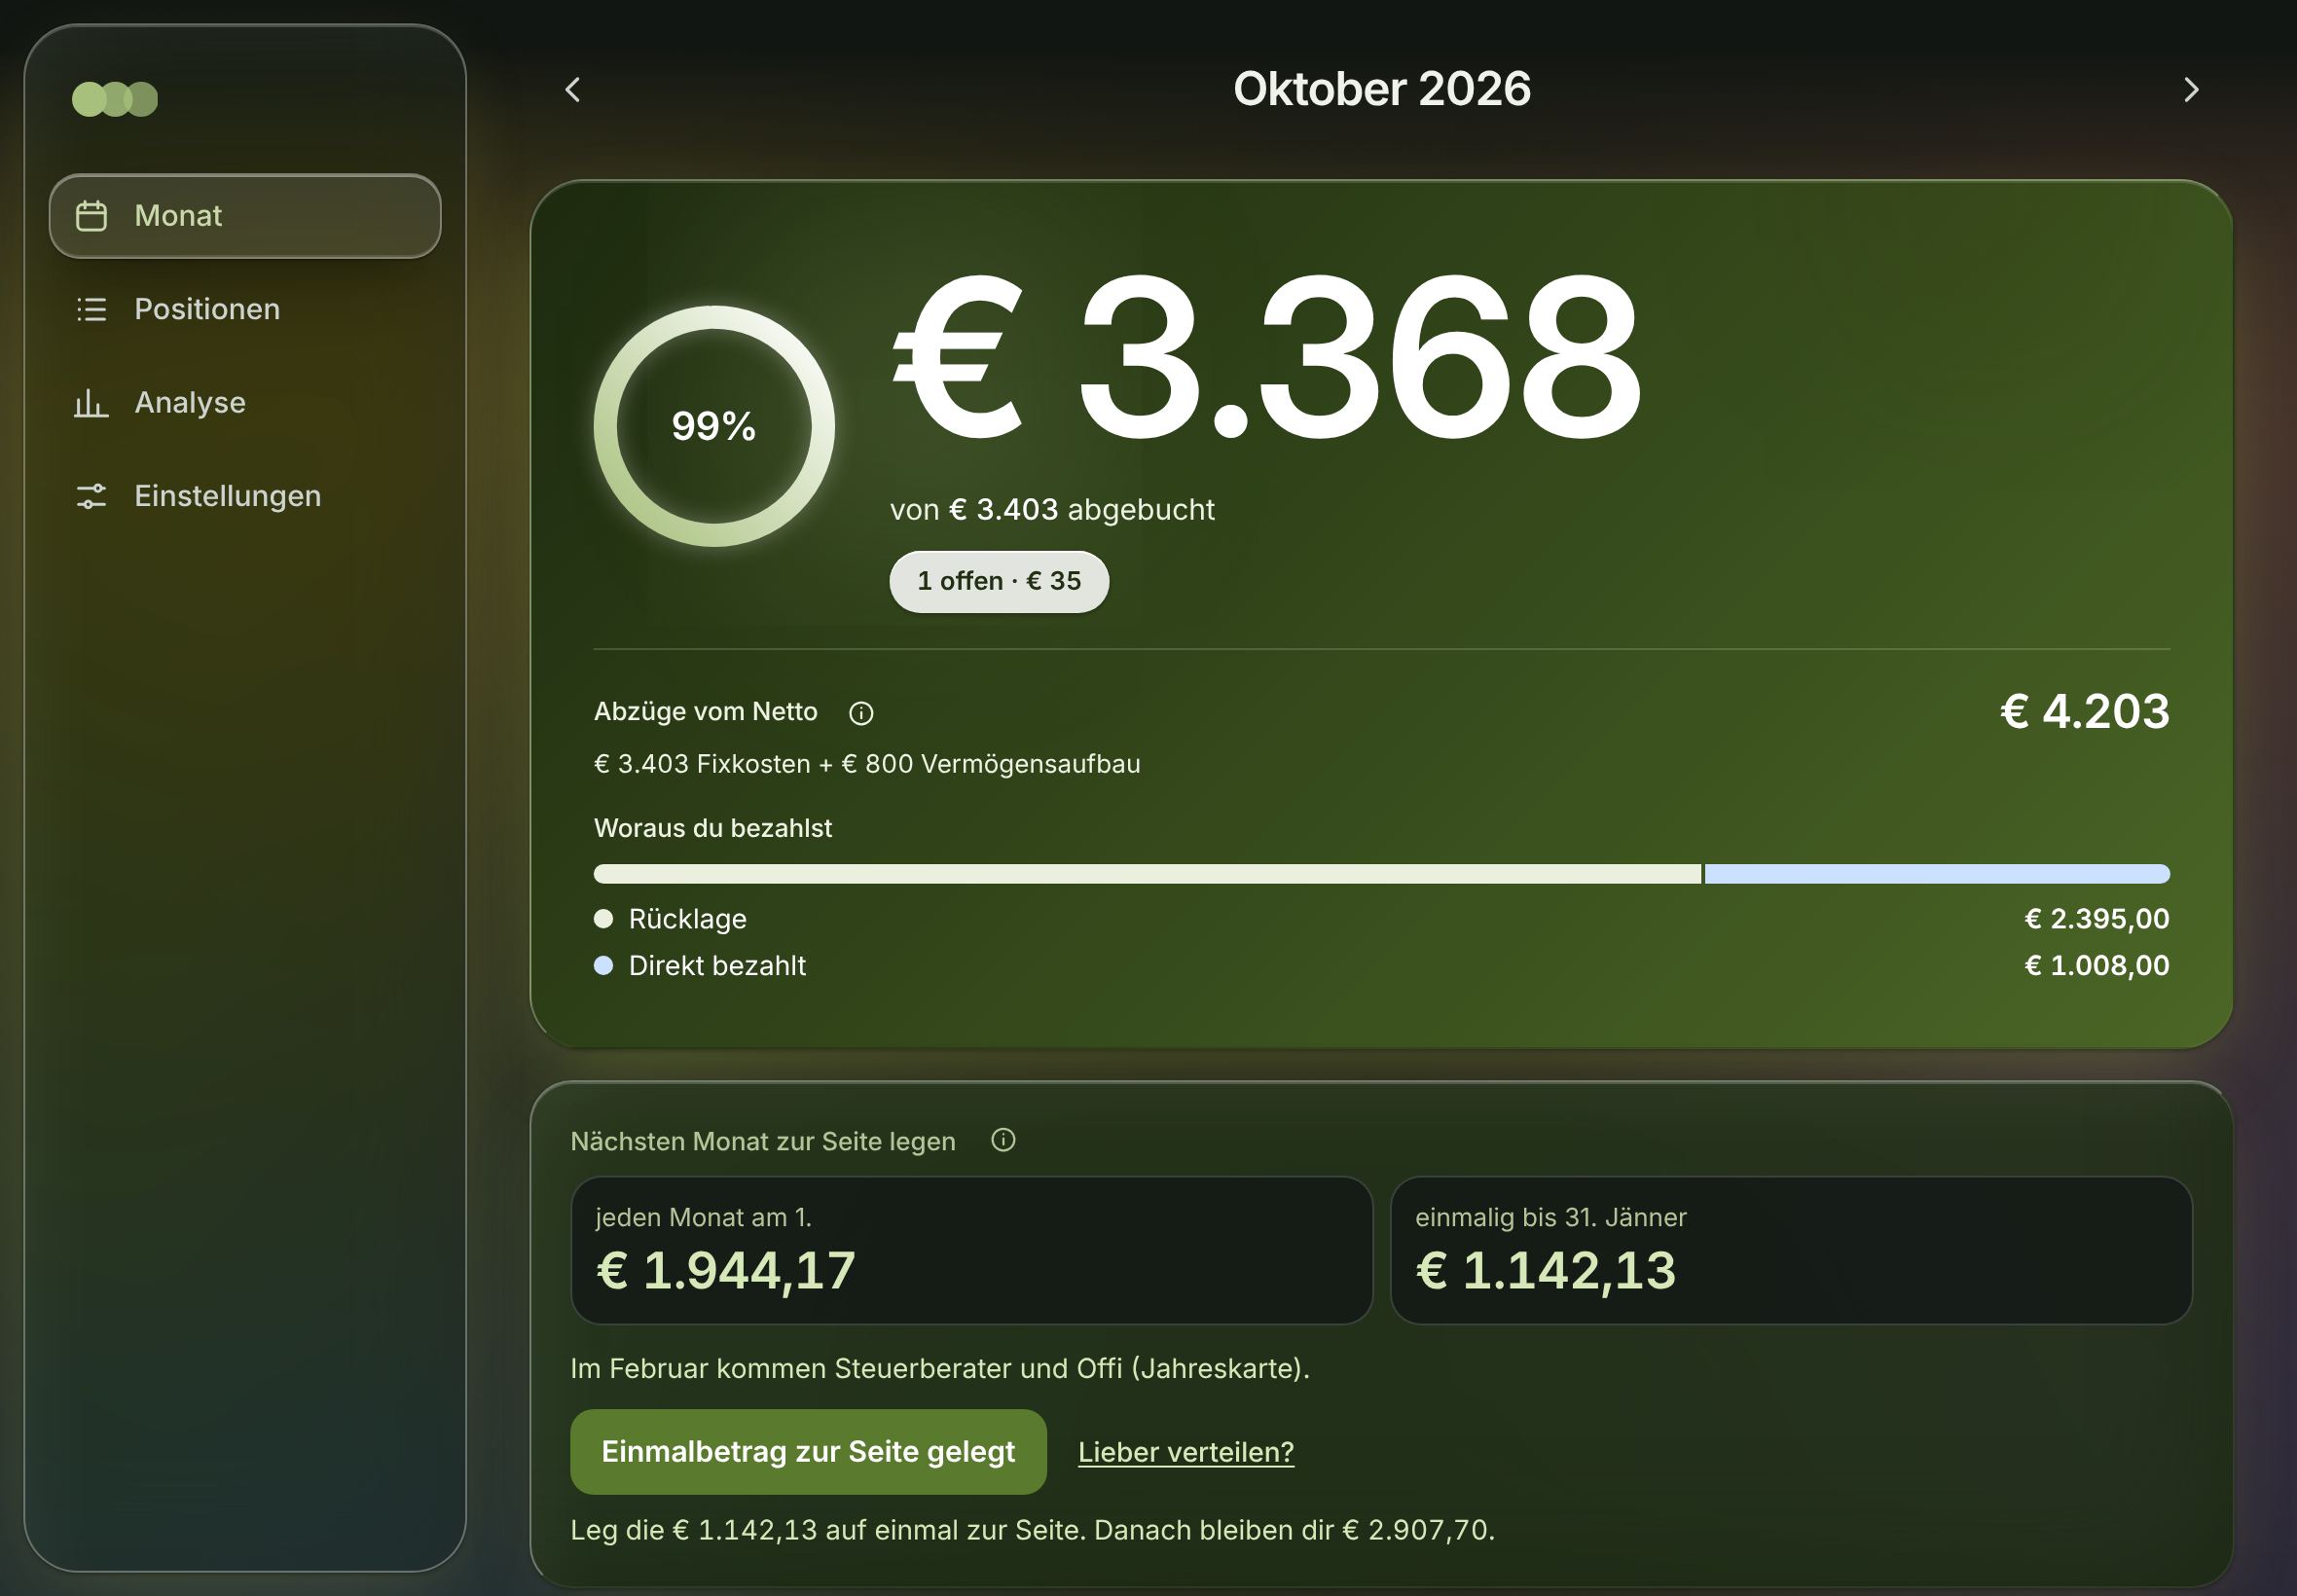 Oktober 2026
Monat
Positionen
Analyse
Einstellungen
99%
€ 3.368
von € 3.403 abgebucht
1 offen · € 35
Abzüge vom Netto
€ 4.203
€ 3.403 Fixkosten + € 800 Vermögensaufbau
Woraus du bezahlst
Rücklage € 2.395,00
Direkt bezahlt € 1.008,00
Nächsten Monat zur Seite legen
jeden Monat am 1.
€ 1.944,17
einmalig bis 31. Jänner
€ 1.142,13
Im Februar kommen Steuerberater und Offi (Jahreskarte).
Einmalbetrag zur Seite gelegt
Lieber verteilen?
Leg die € 1.142,13 auf einmal zur Seite. Danach bleiben dir € 2.907,70.